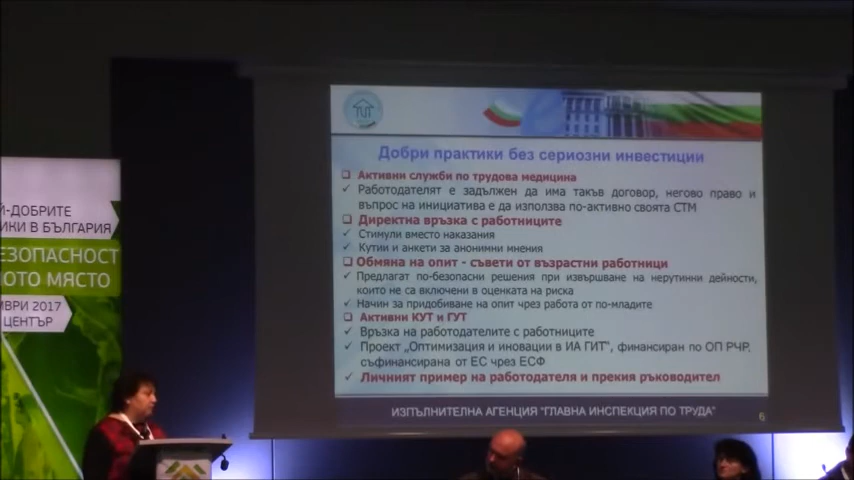 Добри практики без сериозни инвестиции
❑ Активни служби по трудова медицина
✓ Работодателят е задължен да има такъв договор, негово право и
въпрос на инициатива е да използва по-активно своята СТМ
❑ Директна връзка с работниците
✓ Стимули вместо наказания
✓ Кутии и анкети за анонимни мнения
❑ Обмяна на опит - съвети от възрастни работници
✓ Предлагат по-безопасни решения при извършване на нерутинни дейности,
които не са включени в оценката на риска
✓ Начин за придобиване на опит чрез работа от по-младите
❑ Активни КУТ и ГУТ
✓ Връзка на работодателите с работниците
✓ Проект „Оптимизация и иновации в ИА ГИТ", финансиран по ОП РЧР,
съфинансирана от ЕС чрез ЕСФ
✓ Личният пример на работодателя и прекия ръководител
ИЗПЪЛНИТЕЛНА АГЕНЦИЯ "ГЛАВНА ИНСПЕКЦИЯ ПО ТРУДА"
6
Й-ДОБРИТЕ
ИКИ В БЪЛГАРИЯ
ЕЗОПАСНОСТ
КОТО МЯСТО
МВРИ 2017
ЦЕНТЪР